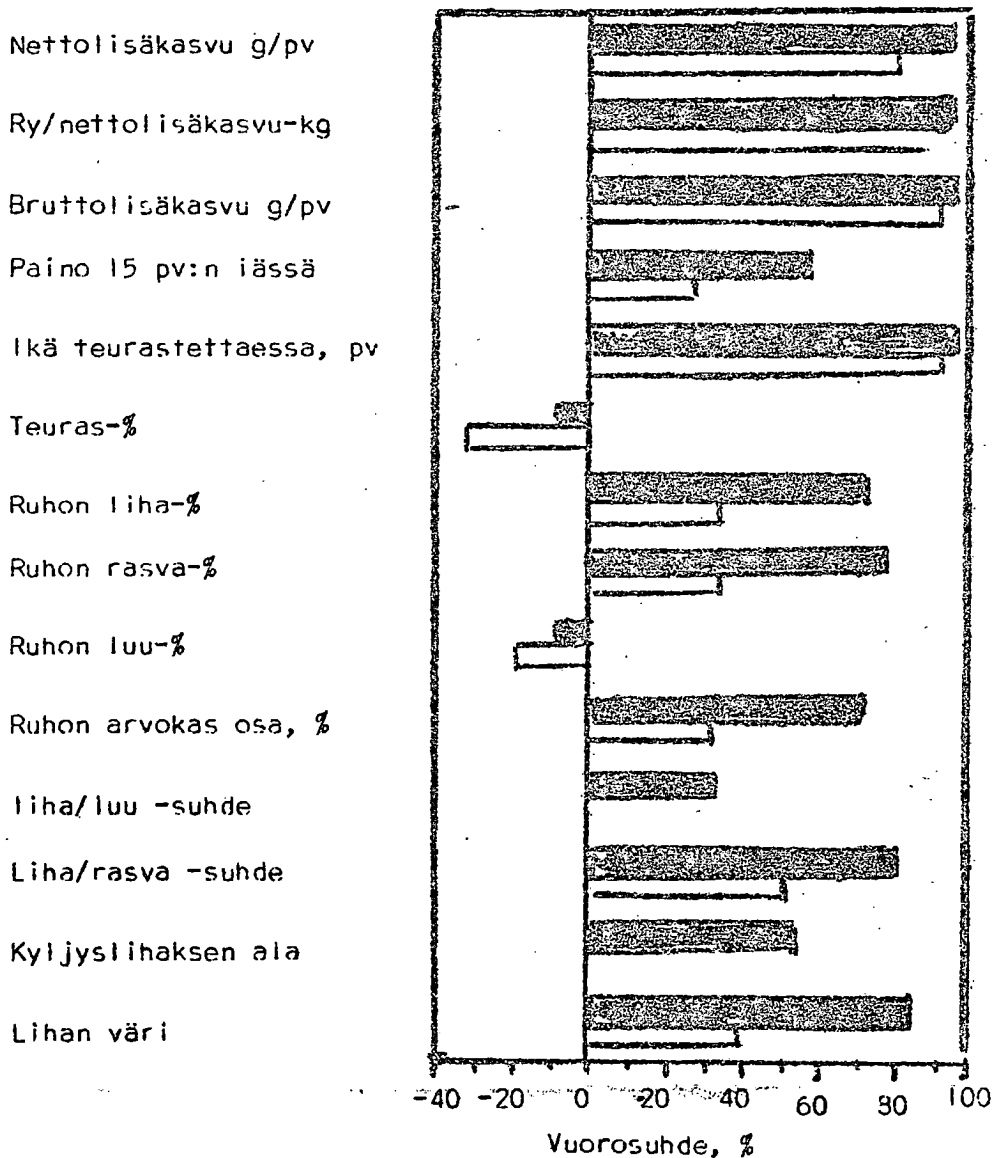 Nettolisäkasvu g/pv
Ry/nettolisäkasvu-kg
Bruttolisäkasvu g/pv
Paino 15 pv:n iässä
Ikä teurastettaessa, pv
Teuras-%
Ruhon liha-%
Ruhon rasva-%
Ruhon luu-%
Ruhon arvokas osa, %
liha/luu -suhde
Liha/rasva -suhde
Kyljyslihaksen ala
Lihan väri
-40 -20 0 20 40 60 80 100
Vuorosuhde, %